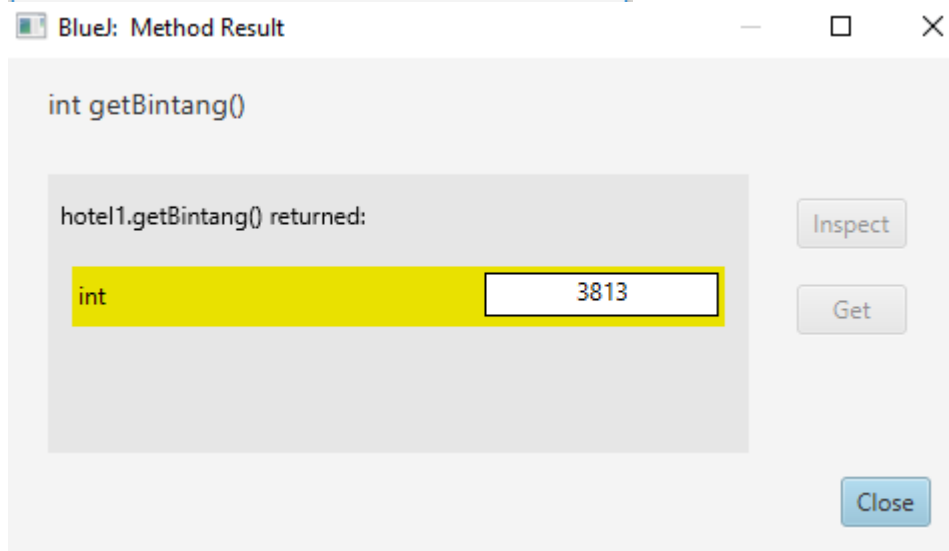 BlueJ: Method Result
int getBintang()
hotel1.getBintang() returned:
Inspect
int 3813
Get
Close